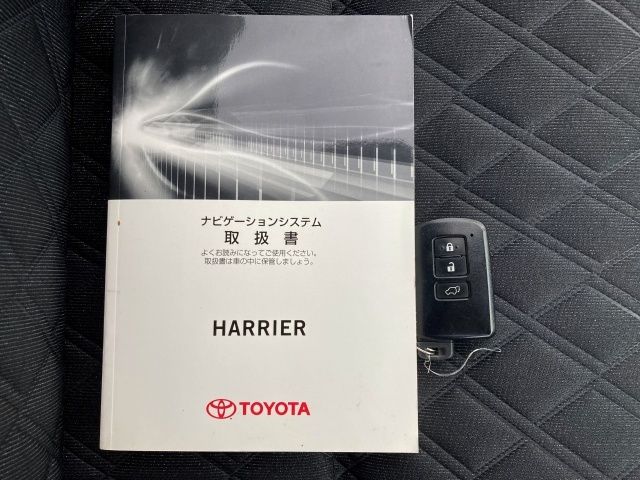 ナビゲーションシステム
取扱書
よくお読みになってご使用ください。
取扱書は車の中に保管しましょう。
HARRIER
TOYOTA